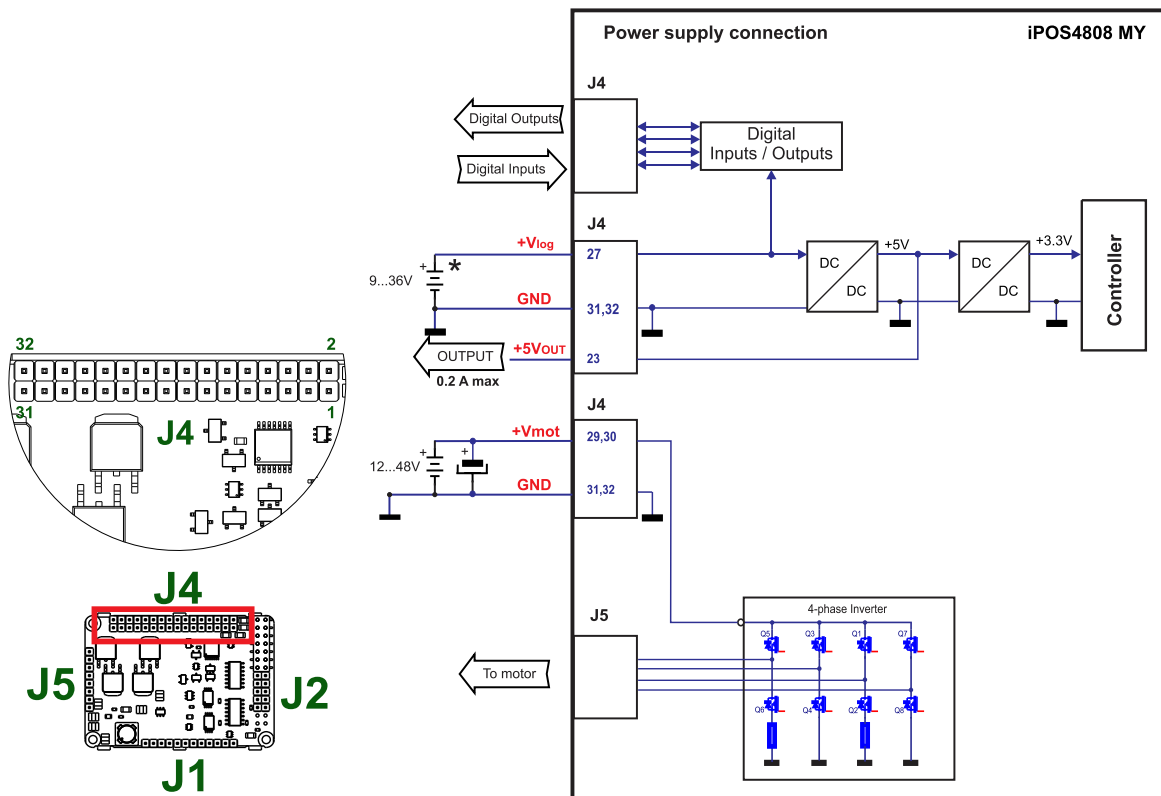 Power supply connection
iPOS4808 MY
J4
Digital Outputs
Digital Inputs
Digital
Inputs / Outputs
J4
+Vlog
27
+
*
9...36V
GND
31,32
+5VOUT
23
OUTPUT
0.2 A max
DC
DC
+5V
DC
DC
+3.3V
Controller
J4
+Vmot
29,30
+
+
12...48V
GND
31,32
32
2
31
1
J4
J4
J5
J2
J1
J5
To motor
4-phase Inverter
Q5
Q3
Q1
Q7
Q6
Q4
Q2
Q8